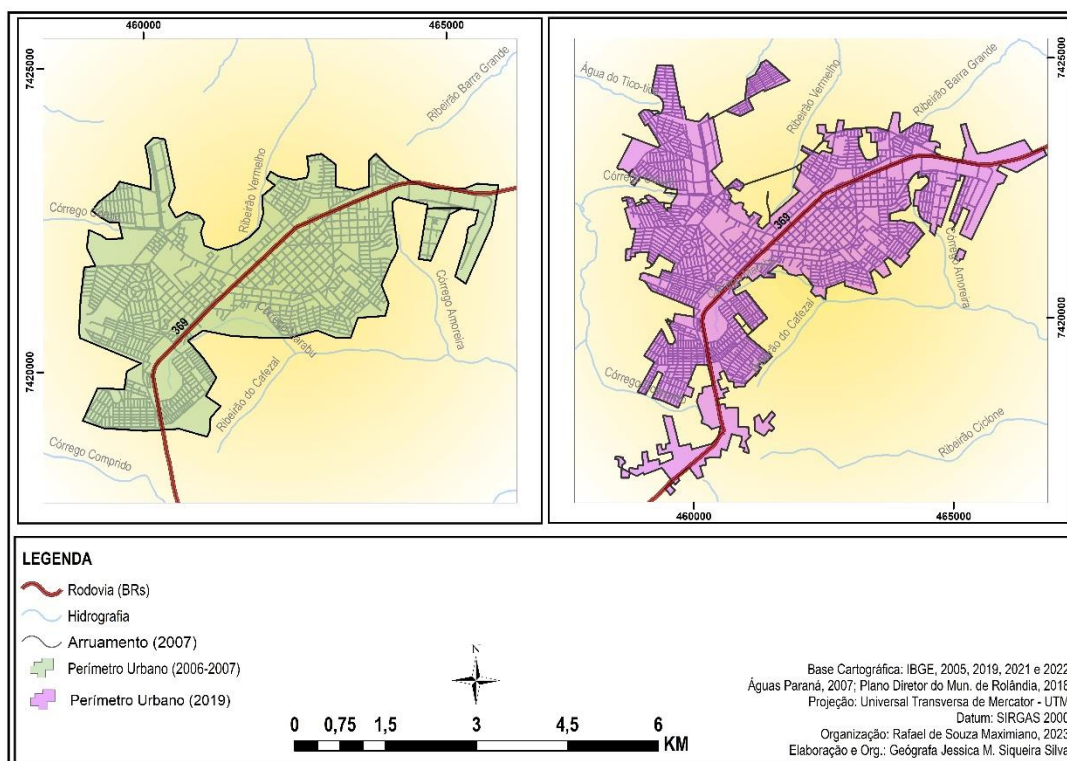 460000
465000
7425000
7420000
Ribeirão Barra Grande
Ribeirão Vermelho
Córrego
369
Córrego Amoreira
Ribeirão do Cafezal
Córrego Comprido
Água do Tico-ti
Ribeirão Vermelho
Ribeirão Barra Grande
7425000
Córrego
369
Córrego Amoreira
7420000
do Cafezal
Córrego
Ribeirão Ciclone
460000
465000
LEGENDA
Rodovia (BRs)
Hidrografia
Arruamento (2007)
Perímetro Urbano (2006-2007)
Perímetro Urbano (2019)
N
0 0,75 1,5 3 4,5 6
KM
Base Cartográfica: IBGE, 2005, 2019, 2021 e 2022
Águas Paraná, 2007; Plano Diretor do Mun. de Rolândia, 2018
Projeção: Universal Transversa de Mercator - UTM
Datum: SIRGAS 2000
Organização: Rafael de Souza Maximiano, 2023
Elaboração e Org.: Geógrafa Jessica M. Siqueira Silva